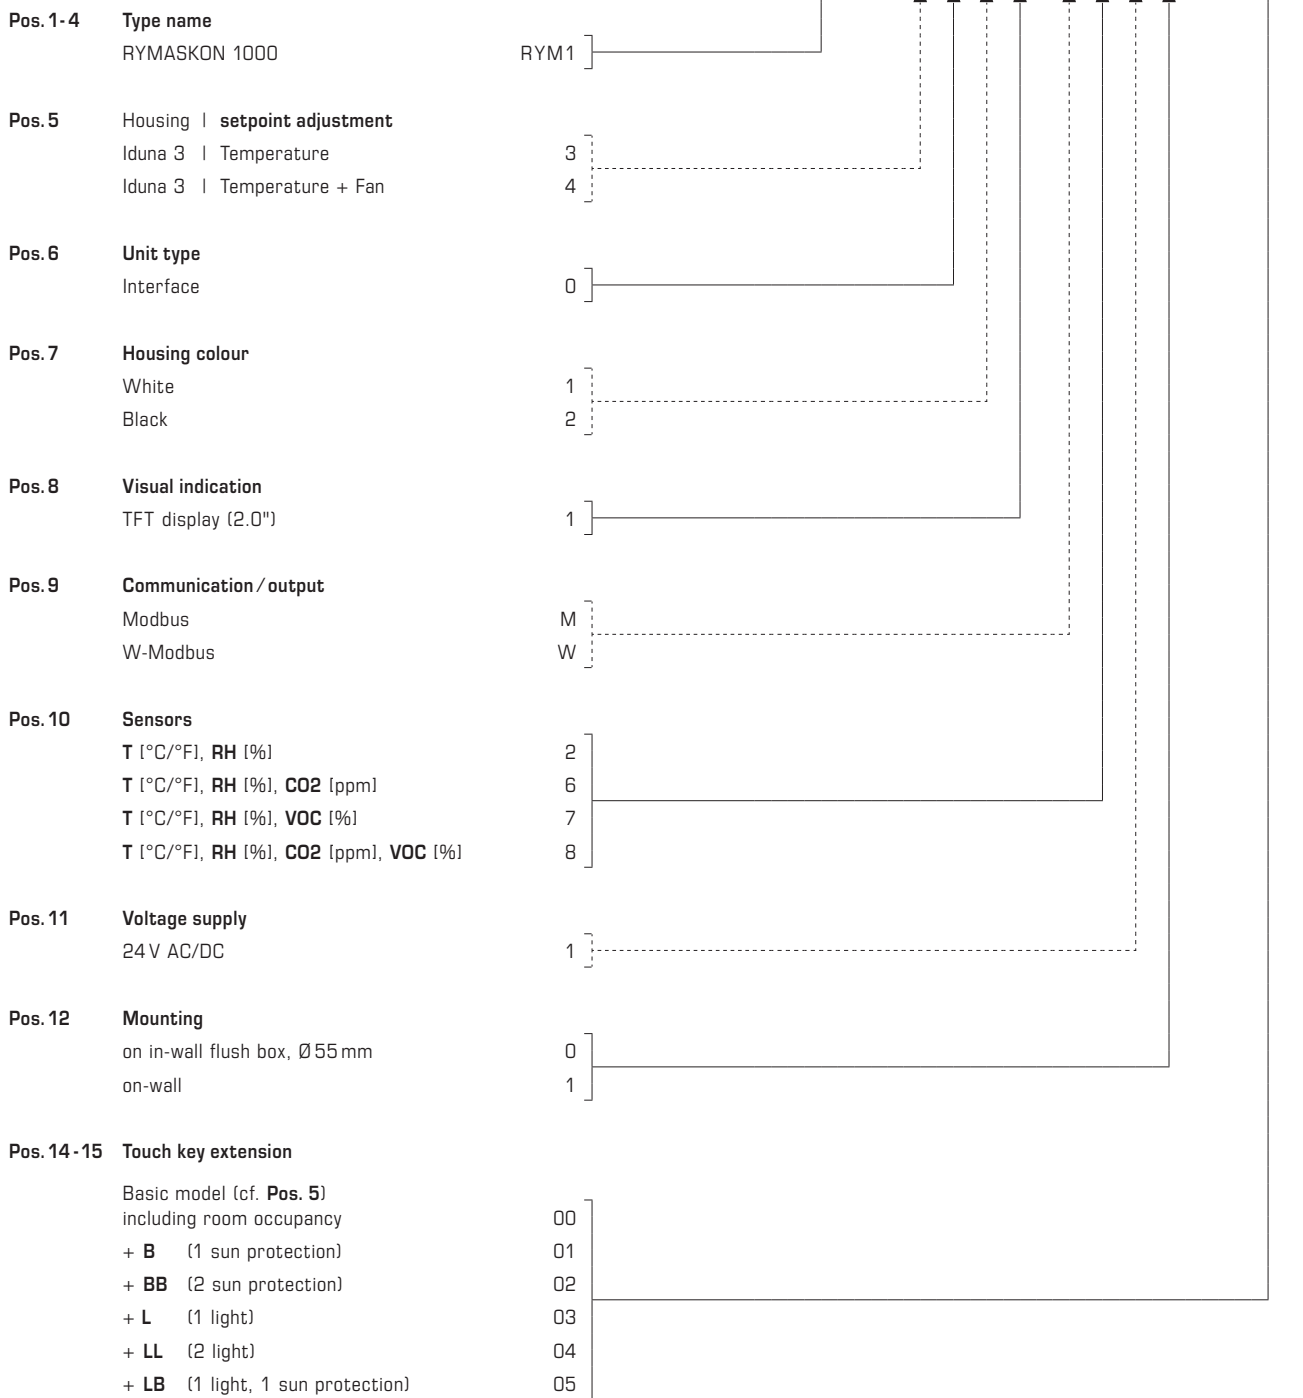 Pos. 1-4 Type name
RYMASKON 1000 RYM1
Pos. 5 Housing | setpoint adjustment
Iduna 3 | Temperature 3
Iduna 3 | Temperature + Fan 4
Pos. 6 Unit type
Interface 0
Pos. 7 Housing colour
White 1
Black 2
Pos. 8 Visual indication
TFT display (2.0") 1
Pos. 9 Communication / output
Modbus M
W-Modbus W
Pos. 10 Sensors
T [°C/°F], RH [%] 2
T [°C/°F], RH [%], CO2 [ppm] 6
T [°C/°F], RH [%], VOC [%] 7
T [°C/°F], RH [%], CO2 [ppm], VOC [%] 8
Pos. 11 Voltage supply
24 V AC/DC 1
Pos. 12 Mounting
on in-wall flush box, Ø 55 mm 0
on-wall 1
Pos. 14-15 Touch key extension
Basic model (cf. Pos. 5)
including room occupancy 00
+ B (1 sun protection) 01
+ BB (2 sun protection) 02
+ L (1 light) 03
+ LL (2 light) 04
+ LB (1 light, 1 sun protection) 05